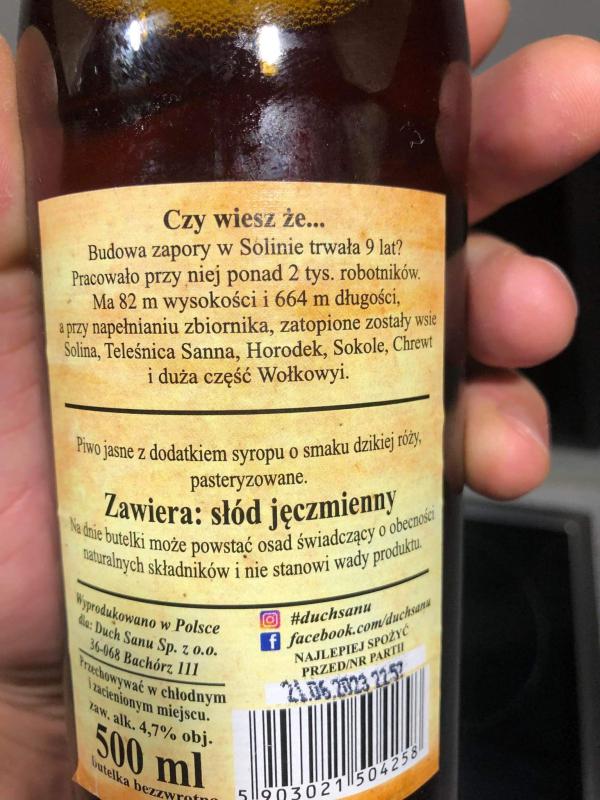 Czy wiesz że...
Budowa zapory w Solinie trwała 9 lat?
Pracowało przy niej ponad 2 tys. robotników.
Ma 82 m wysokości i 664 m długości,
a przy napełnianiu zbiornika, zatopione zostały wsie
Solina, Teleśnica Sanna, Horodek, Sokole, Chrewt
i duża część Wołkowyi.
Piwo jasne z dodatkiem syropu o smaku dzikiej róży,
pasteryzowane.
Zawiera: słód jęczmienny
Na dnie butelki może powstać osad świadczący o obecności
naturalnych składników i nie stanowi wady produktu.
Wyprodukowano w Polsce
dla: Duch Sanu Sp. z o.o.
36-068 Bachórz 111
Przechowywać w chłodnym
i zacienionym miejscu.
zaw. alk. 4,7% obj.
500 ml
butelka bezzwrotna
#duchsanu
facebook.com/duchsanu
NAJLEPIEJ SPOŻYĆ
PRZED/NR PARTII
21.06.2023 22:57
5 903021 504258